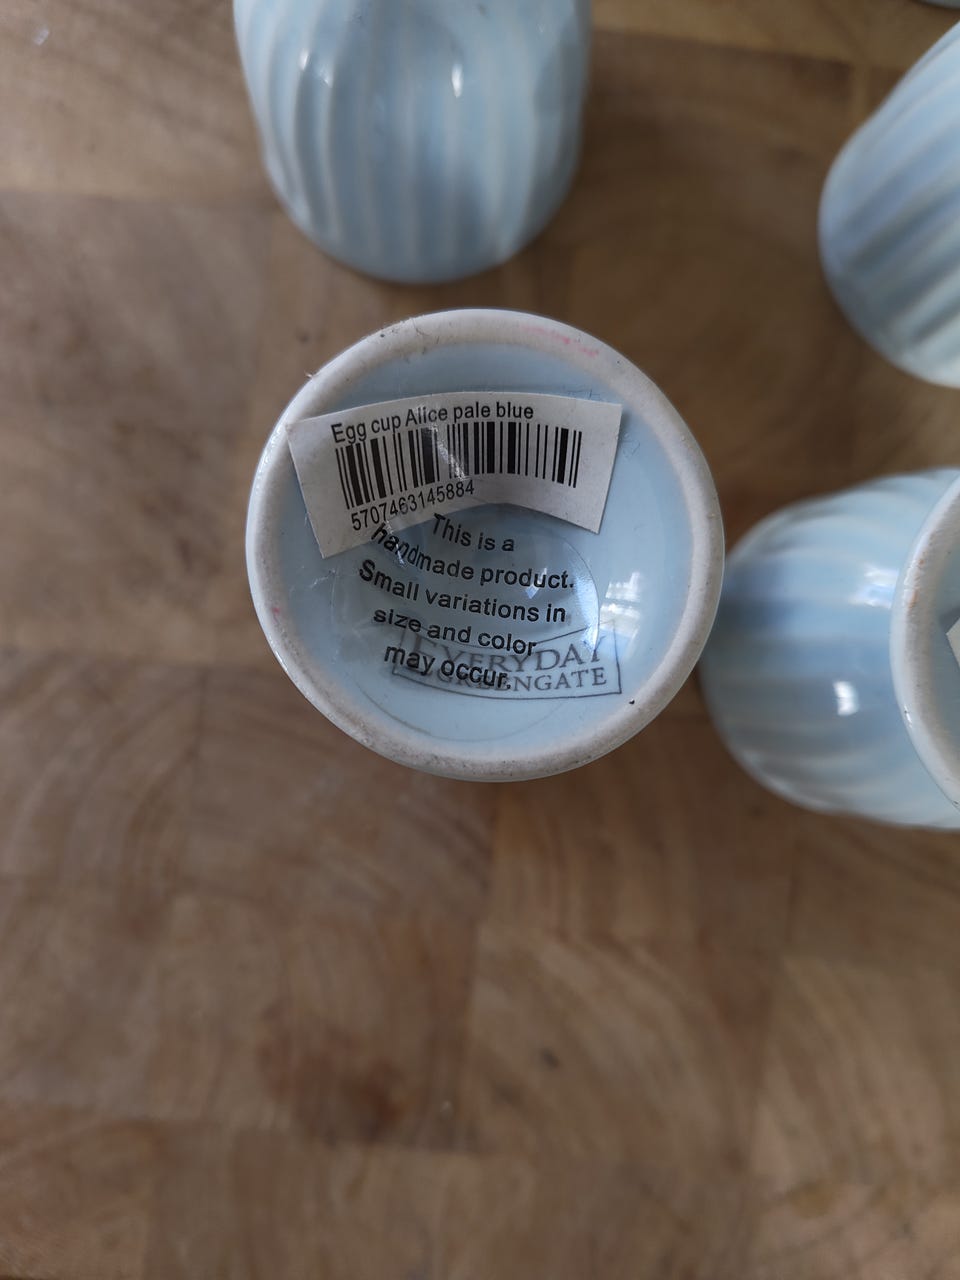 Egg cup Alice pale blue
5707463145884
This is a
handmade product.
Small variations in
size and color
may occur.
EVERYDAY
GREENGATE